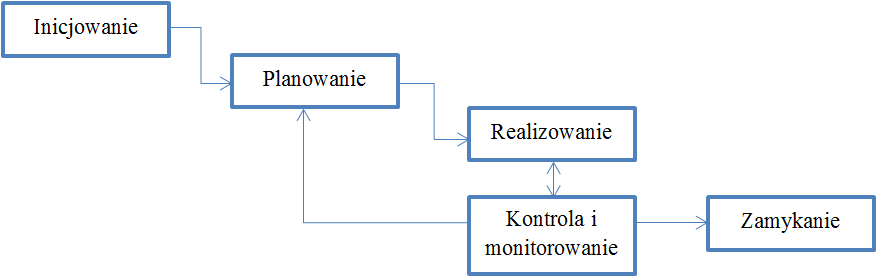 Inicjowanie
Planowanie
Realizowanie
Kontrola i
monitorowanie
Zamykanie